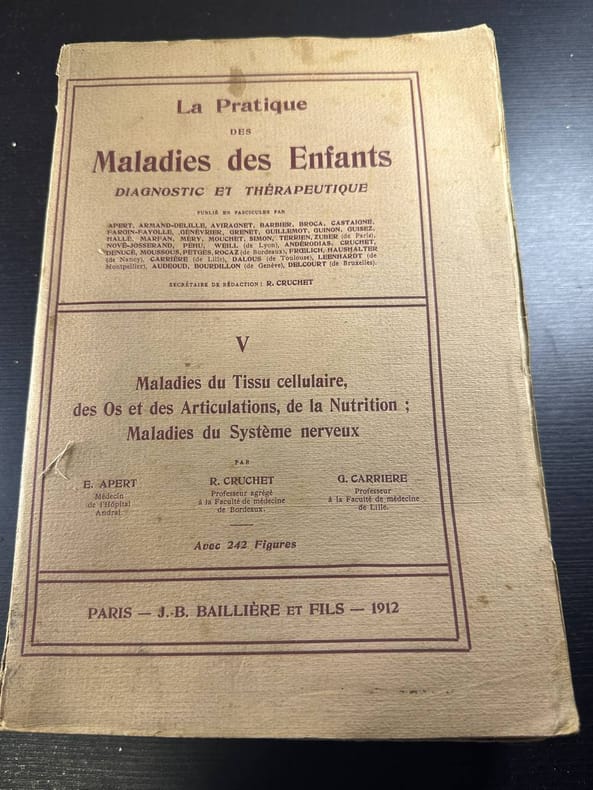 La Pratique
DES
Maladies des Enfants
DIAGNOSTIC ET THÉRAPEUTIQUE
PUBLIÉ EN FASCICULES PAR
APERT, ARMAND-DELILLE, AVIRAGNET, BARBIER, BROCA, CASTAIGNE,
FARGIN-FAYOLLE, GÉNÉVRIER, GRENET, GUILLEMOT, GUINON, GUISEZ,
HALLÉ, MARFAN, MÉRY, MOUCHET, SIMON, TERRIEN, ZUBER (de Paris),
NOVÉ-JOSSERAND, PÉHU, WEILL (de Lyon), ANDÉRODIAS, CRUCHET,
DENUCÉ, MOUSSOUS, PETGES, ROCAZ (de Bordeaux), FRŒLICH, HAUSHALTER
(de Nancy), CARRIÈRE (de Lille), DALOUS (de Toulouse), LEENHARDT (de
Montpellier), AUDEOUD, BOURDILLON (de Genève), DELCOURT (de Bruxelles).
SECRÉTAIRE DE RÉDACTION : R. CRUCHET
V
Maladies du Tissu cellulaire,
des Os et des Articulations, de la Nutrition ;
Maladies du Système nerveux
PAR
E. APERT
Médecin
de l'Hôpital
Andral.
R. CRUCHET
Professeur agrégé
à la Faculté de médecine
de Bordeaux.
G. CARRIERE
Professeur
à la Faculté de médecine
de Lille.
Avec 242 Figures
PARIS — J.-B. BAILLIÈRE ET FILS — 1912